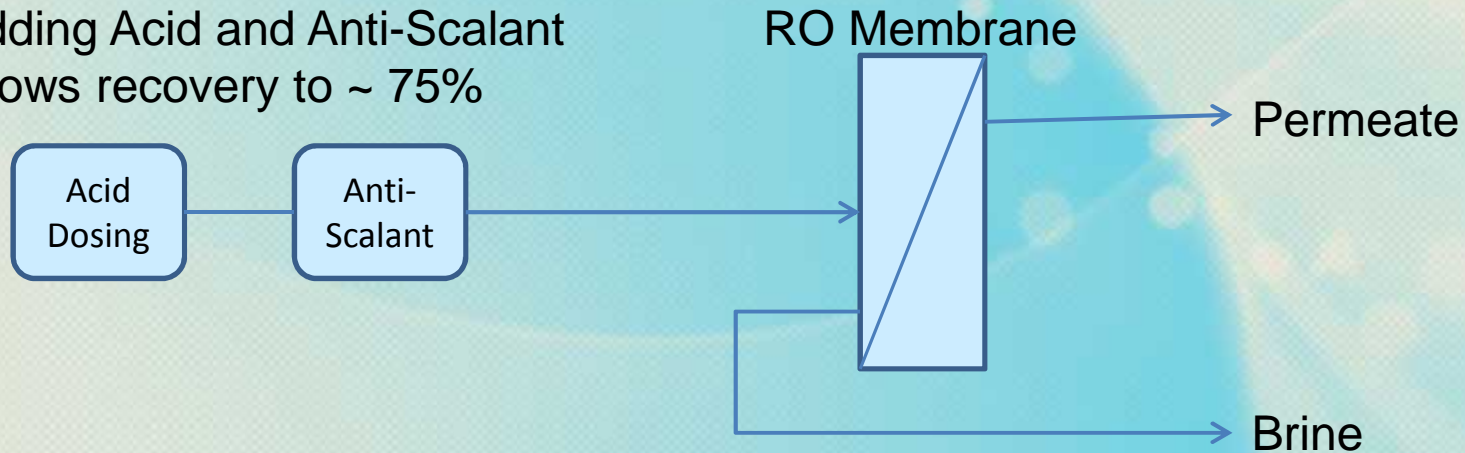 dding Acid and Anti-Scalant
ows recovery to ~ 75%
RO Membrane
Permeate
Acid
Dosing
Anti-
Scalant
Brine